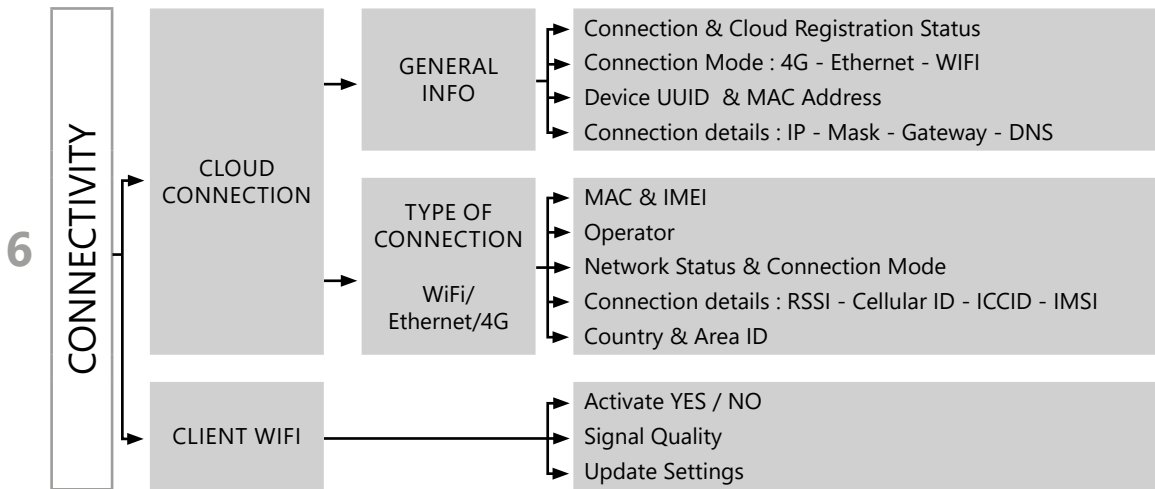 6
CONNECTIVITY
CLOUD
CONNECTION
GENERAL
INFO
Connection & Cloud Registration Status
Connection Mode : 4G - Ethernet - WIFI
Device UUID & MAC Address
Connection details : IP - Mask - Gateway - DNS
TYPE OF
CONNECTION
WiFi/
Ethernet/4G
MAC & IMEI
Operator
Network Status & Connection Mode
Connection details : RSSI - Cellular ID - ICCID - IMSI
Country & Area ID
CLIENT WIFI
Activate YES / NO
Signal Quality
Update Settings